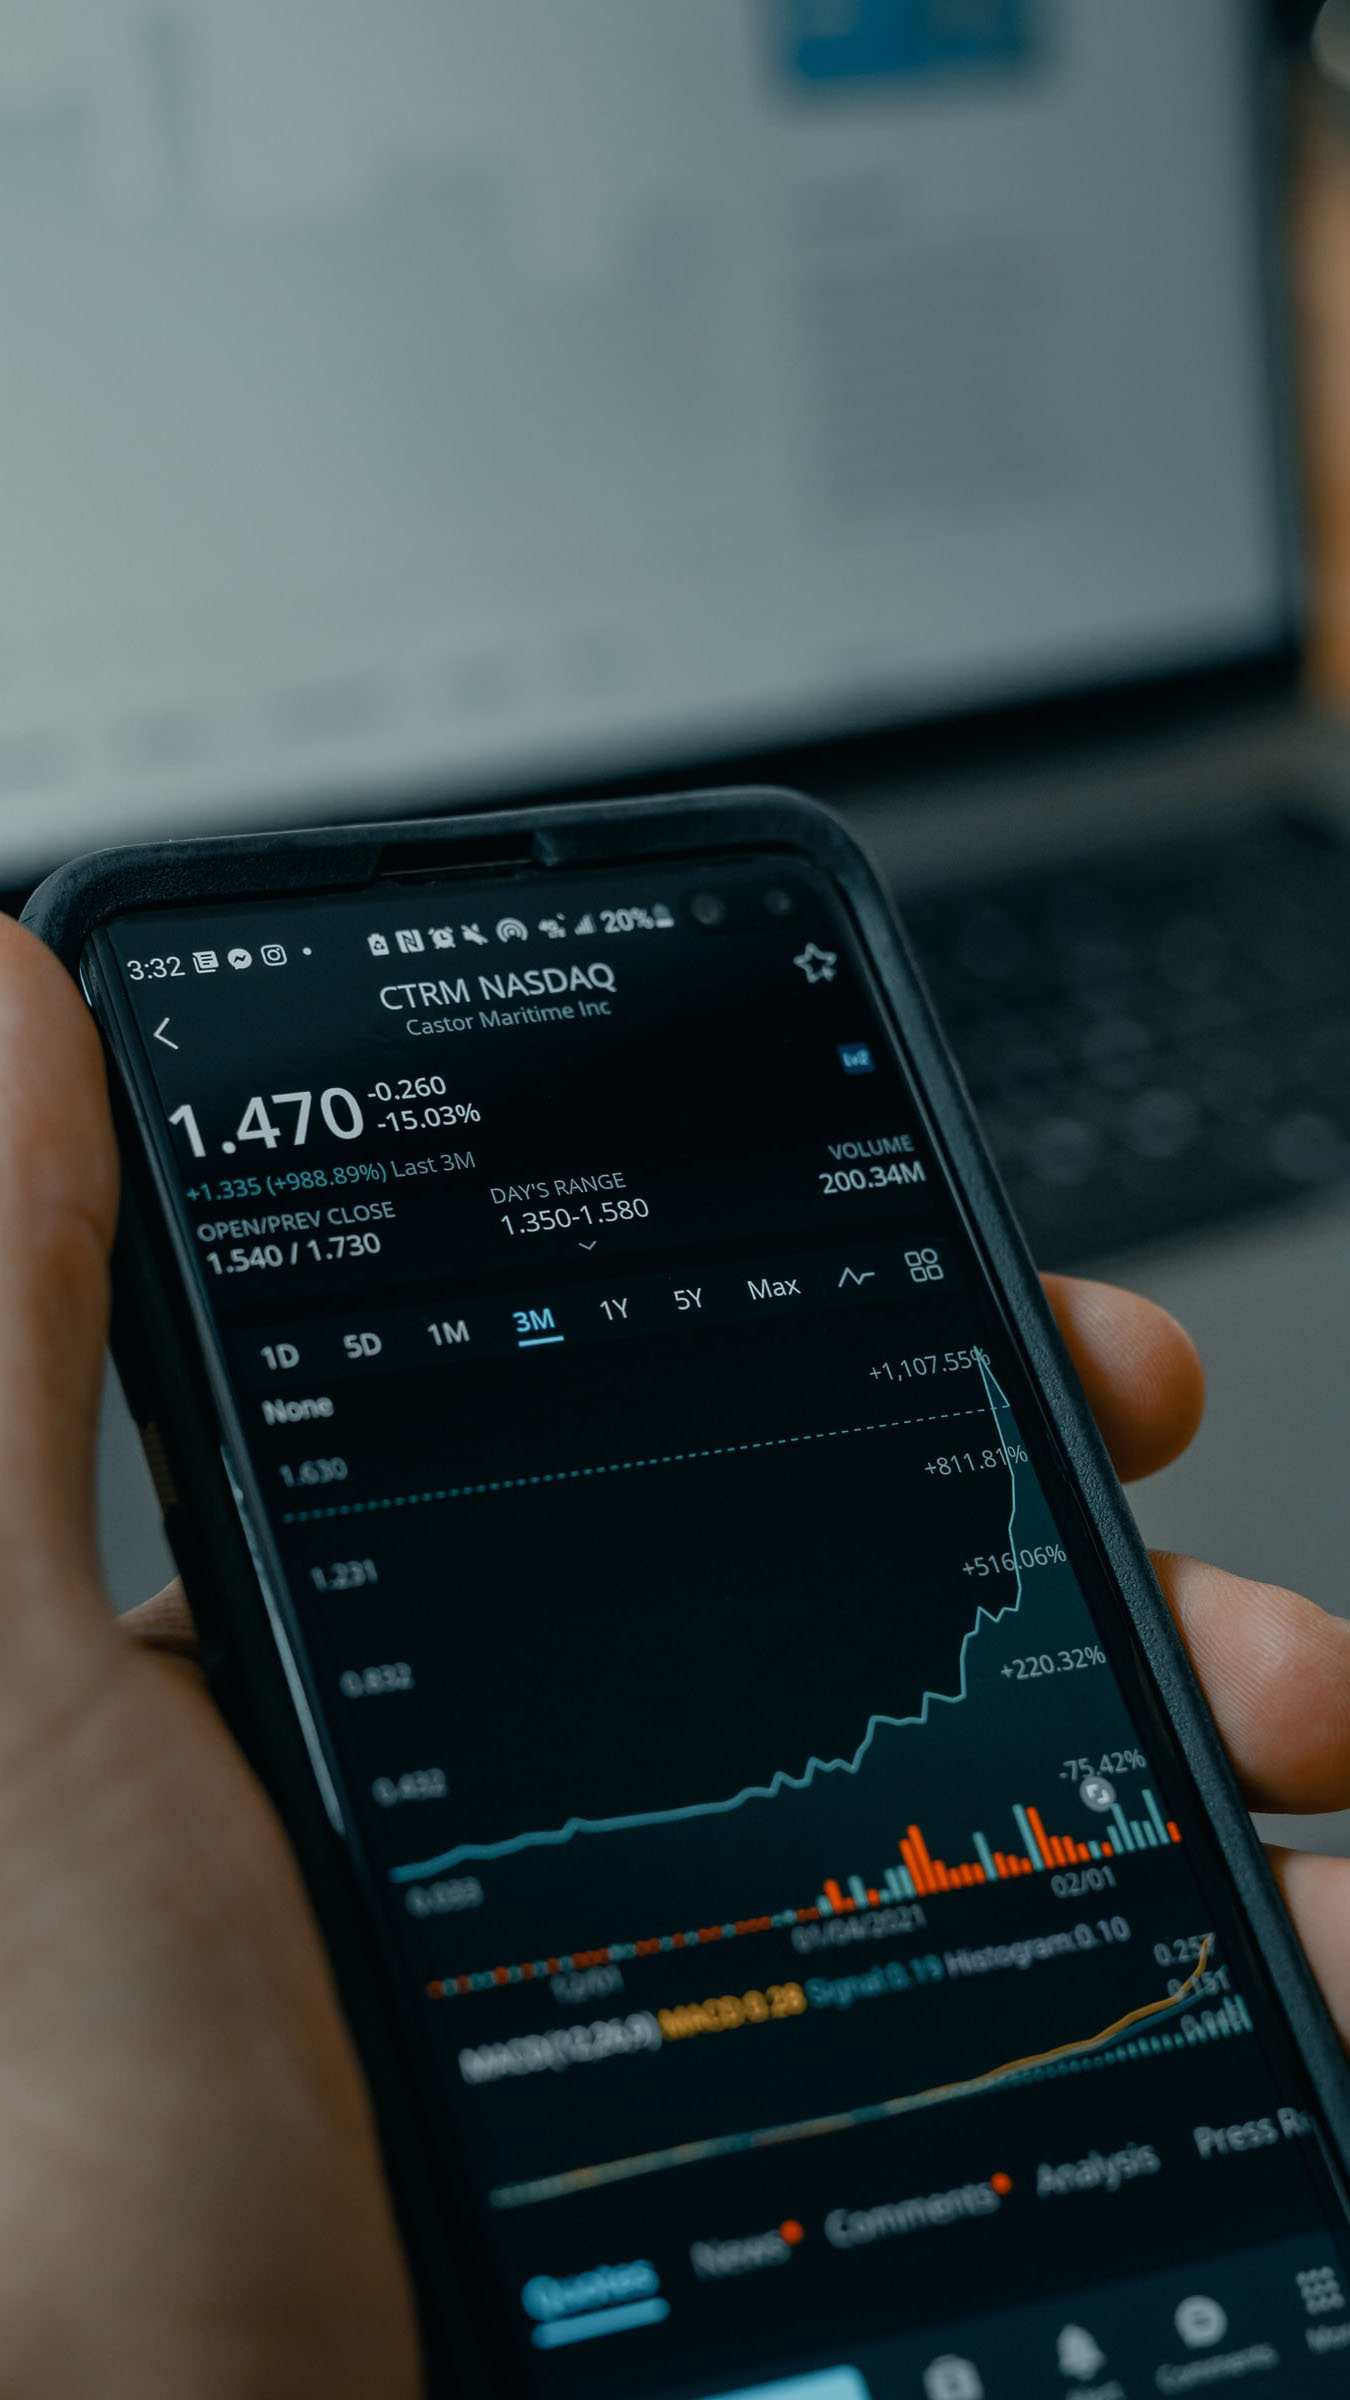 3:32 20%
CTRM NASDAQ
Castor Maritime Inc
Lv2
1.470 -0.260
-15.03%
+1.335 (+988.89%) Last 3M
OPEN/PREV CLOSE DAY'S RANGE VOLUME
1.540 / 1.730 1.350-1.580 200.34M
1D 5D 1M 3M 1Y 5Y Max
None
+1,107.55%
1.630
+811.81%
1.231
+516.06%
0.832
+220.32%
0.432
-75.42%
0.033
12/01 01/04/2021 02/01
MACD(12,26,9) MACD:0.28 Signal:0.19 Histogram:0.10
0.257
0.151
Quotes News Comments Analysis Press
Comments